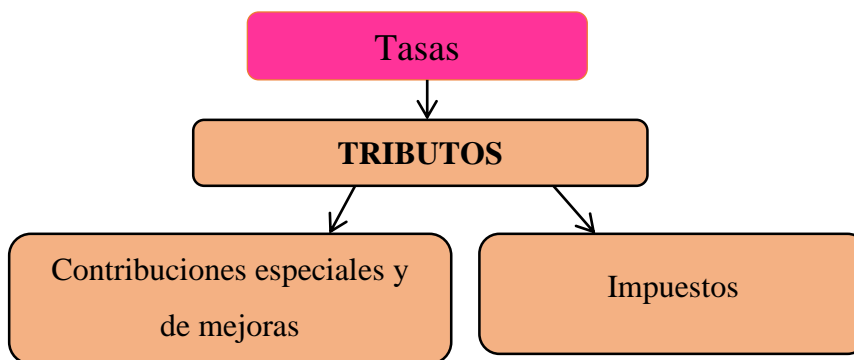 Tasas
TRIBUTOS
Contribuciones especiales y
de mejoras
Impuestos